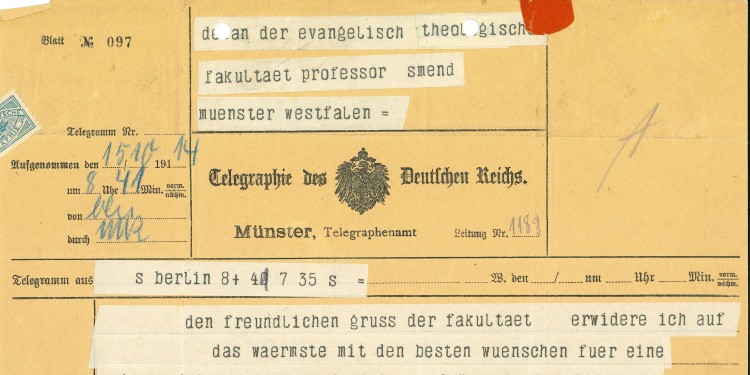 Blatt № 097
dekan der evangelisch theologisch
fakultaet professor smend
muenster westfalen =
Telegramm Nr.
Aufgenommen den 15/10 1914
um 8 Uhr 41 Min. vorm. nachm.
von
durch
Telegraphie des Deutschen Reichs.
Münster, Telegraphenamt
Leitung Nr. 1183
Telegramm aus s berlin 8+ 40 7 35 s = W. den / um Uhr Min. vorm. nachm.
den freundlichen gruss der fakultaet erwidere ich auf
das waermste mit den besten wuenschen fuer eine